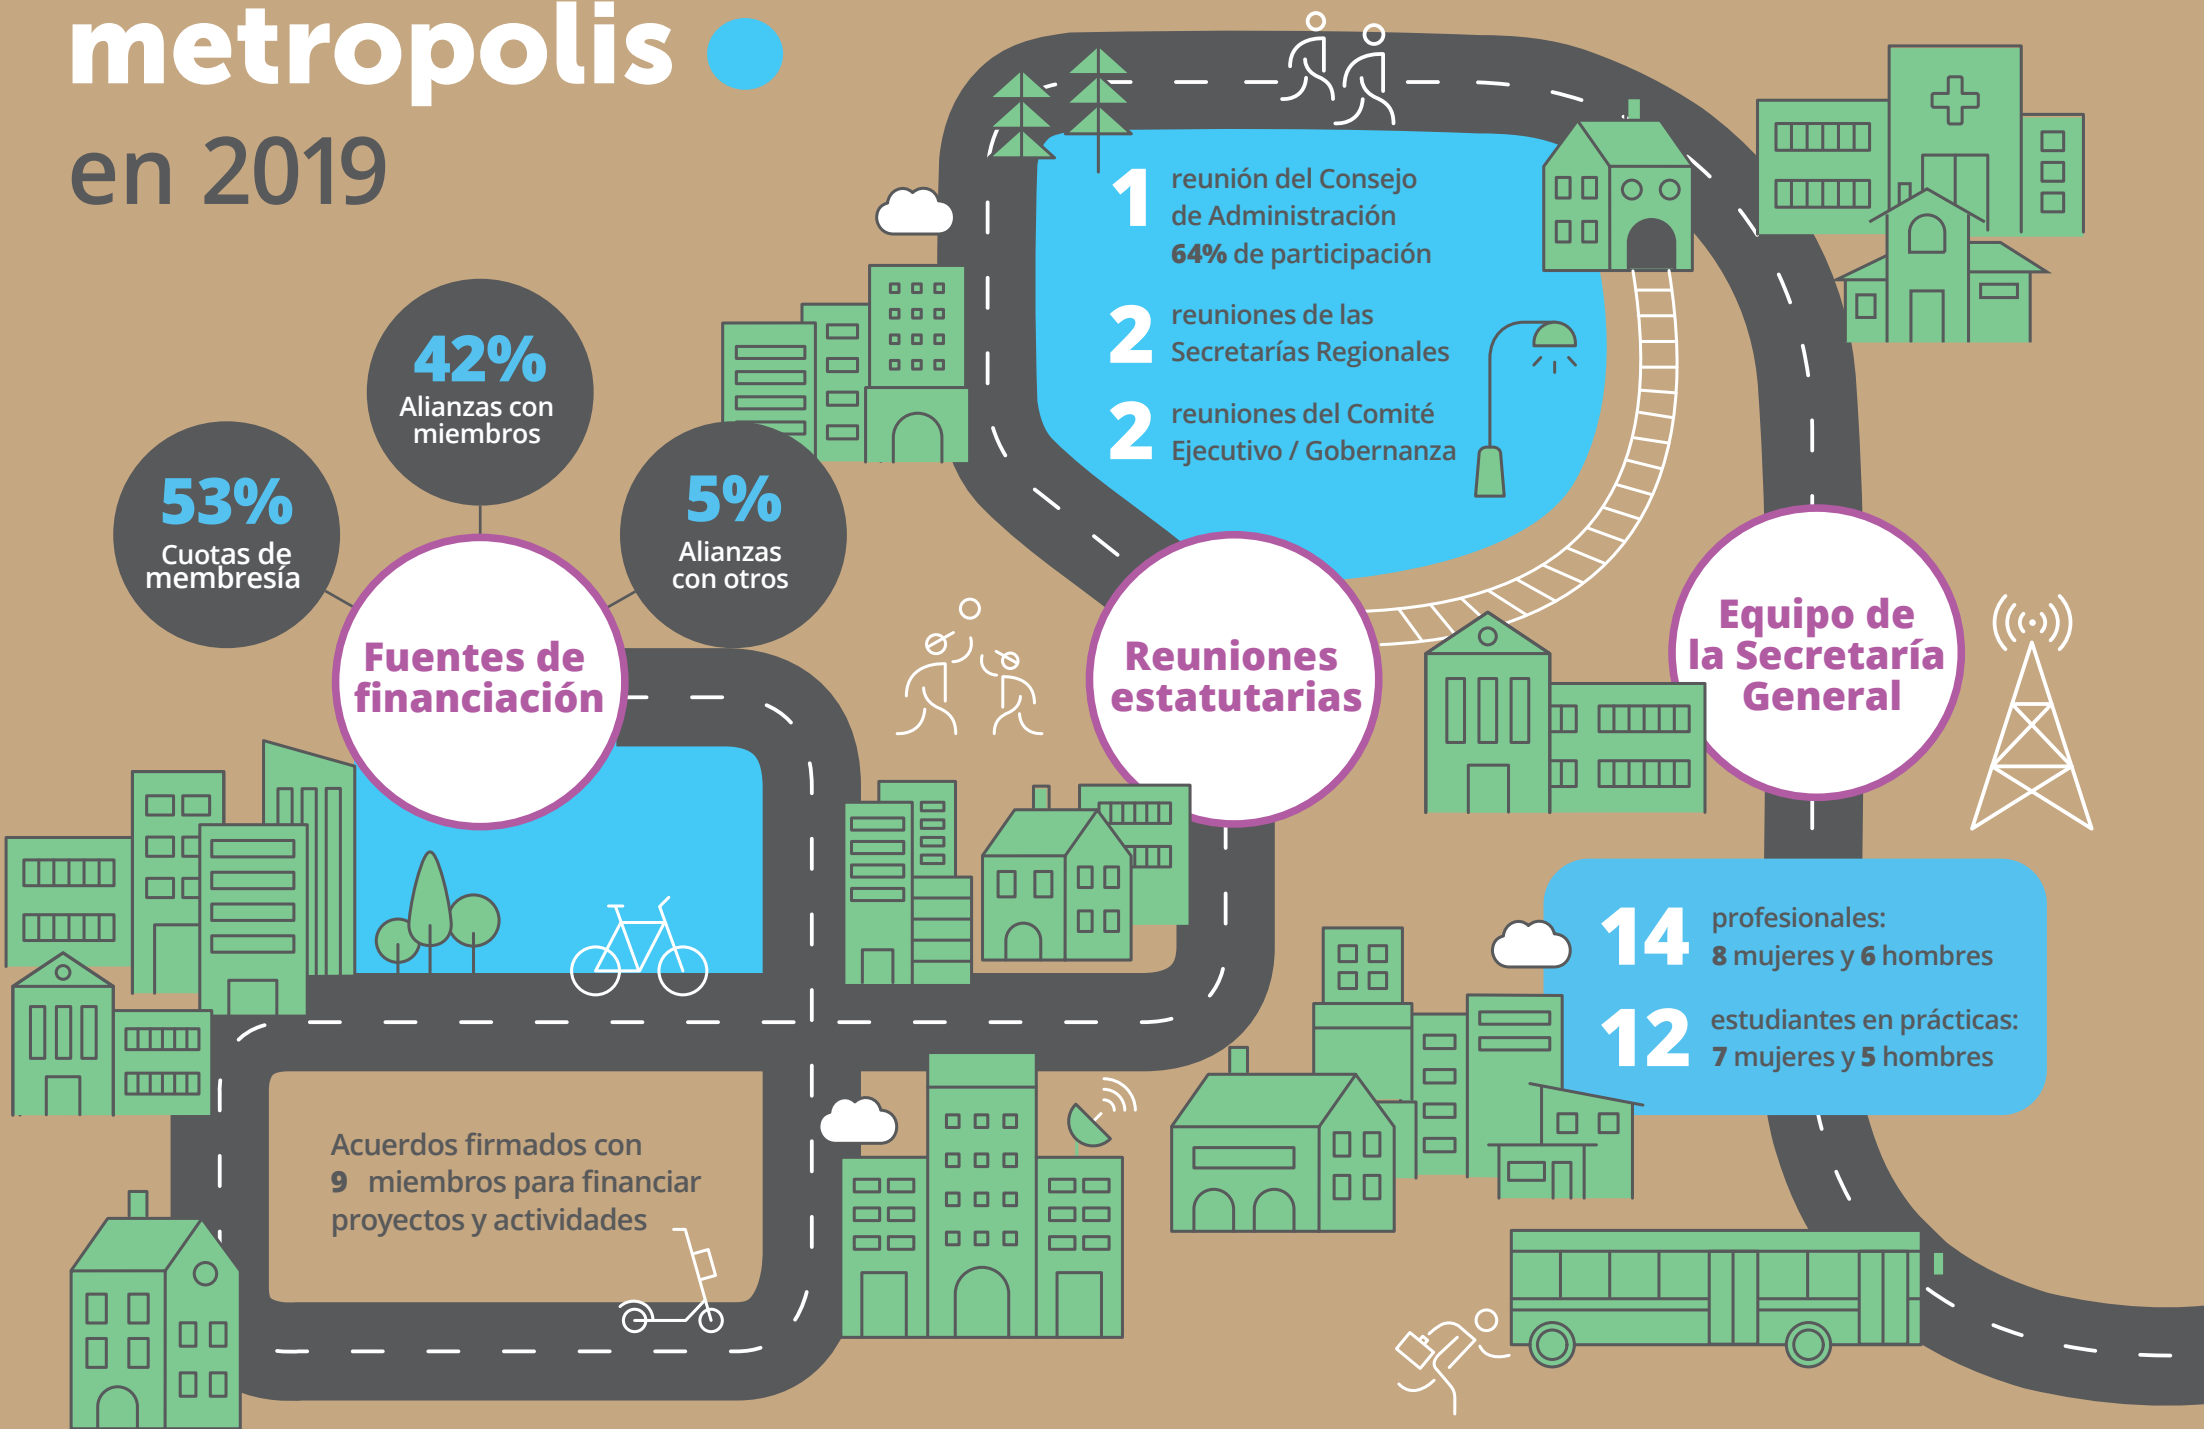 metropolis
en 2019
42%
Alianzas con
miembros
53%
Cuotas de
membresía
5%
Alianzas
con otros
Fuentes de
financiación
Acuerdos firmados con
9 miembros para financiar
proyectos y actividades
1 reunión del Consejo
de Administración
64% de participación
2 reuniones de las
Secretarías Regionales
2 reuniones del Comité
Ejecutivo / Gobernanza
Reuniones
estatutarias
Equipo de
la Secretaría
General
14 profesionales:
8 mujeres y 6 hombres
12 estudiantes en prácticas:
7 mujeres y 5 hombres